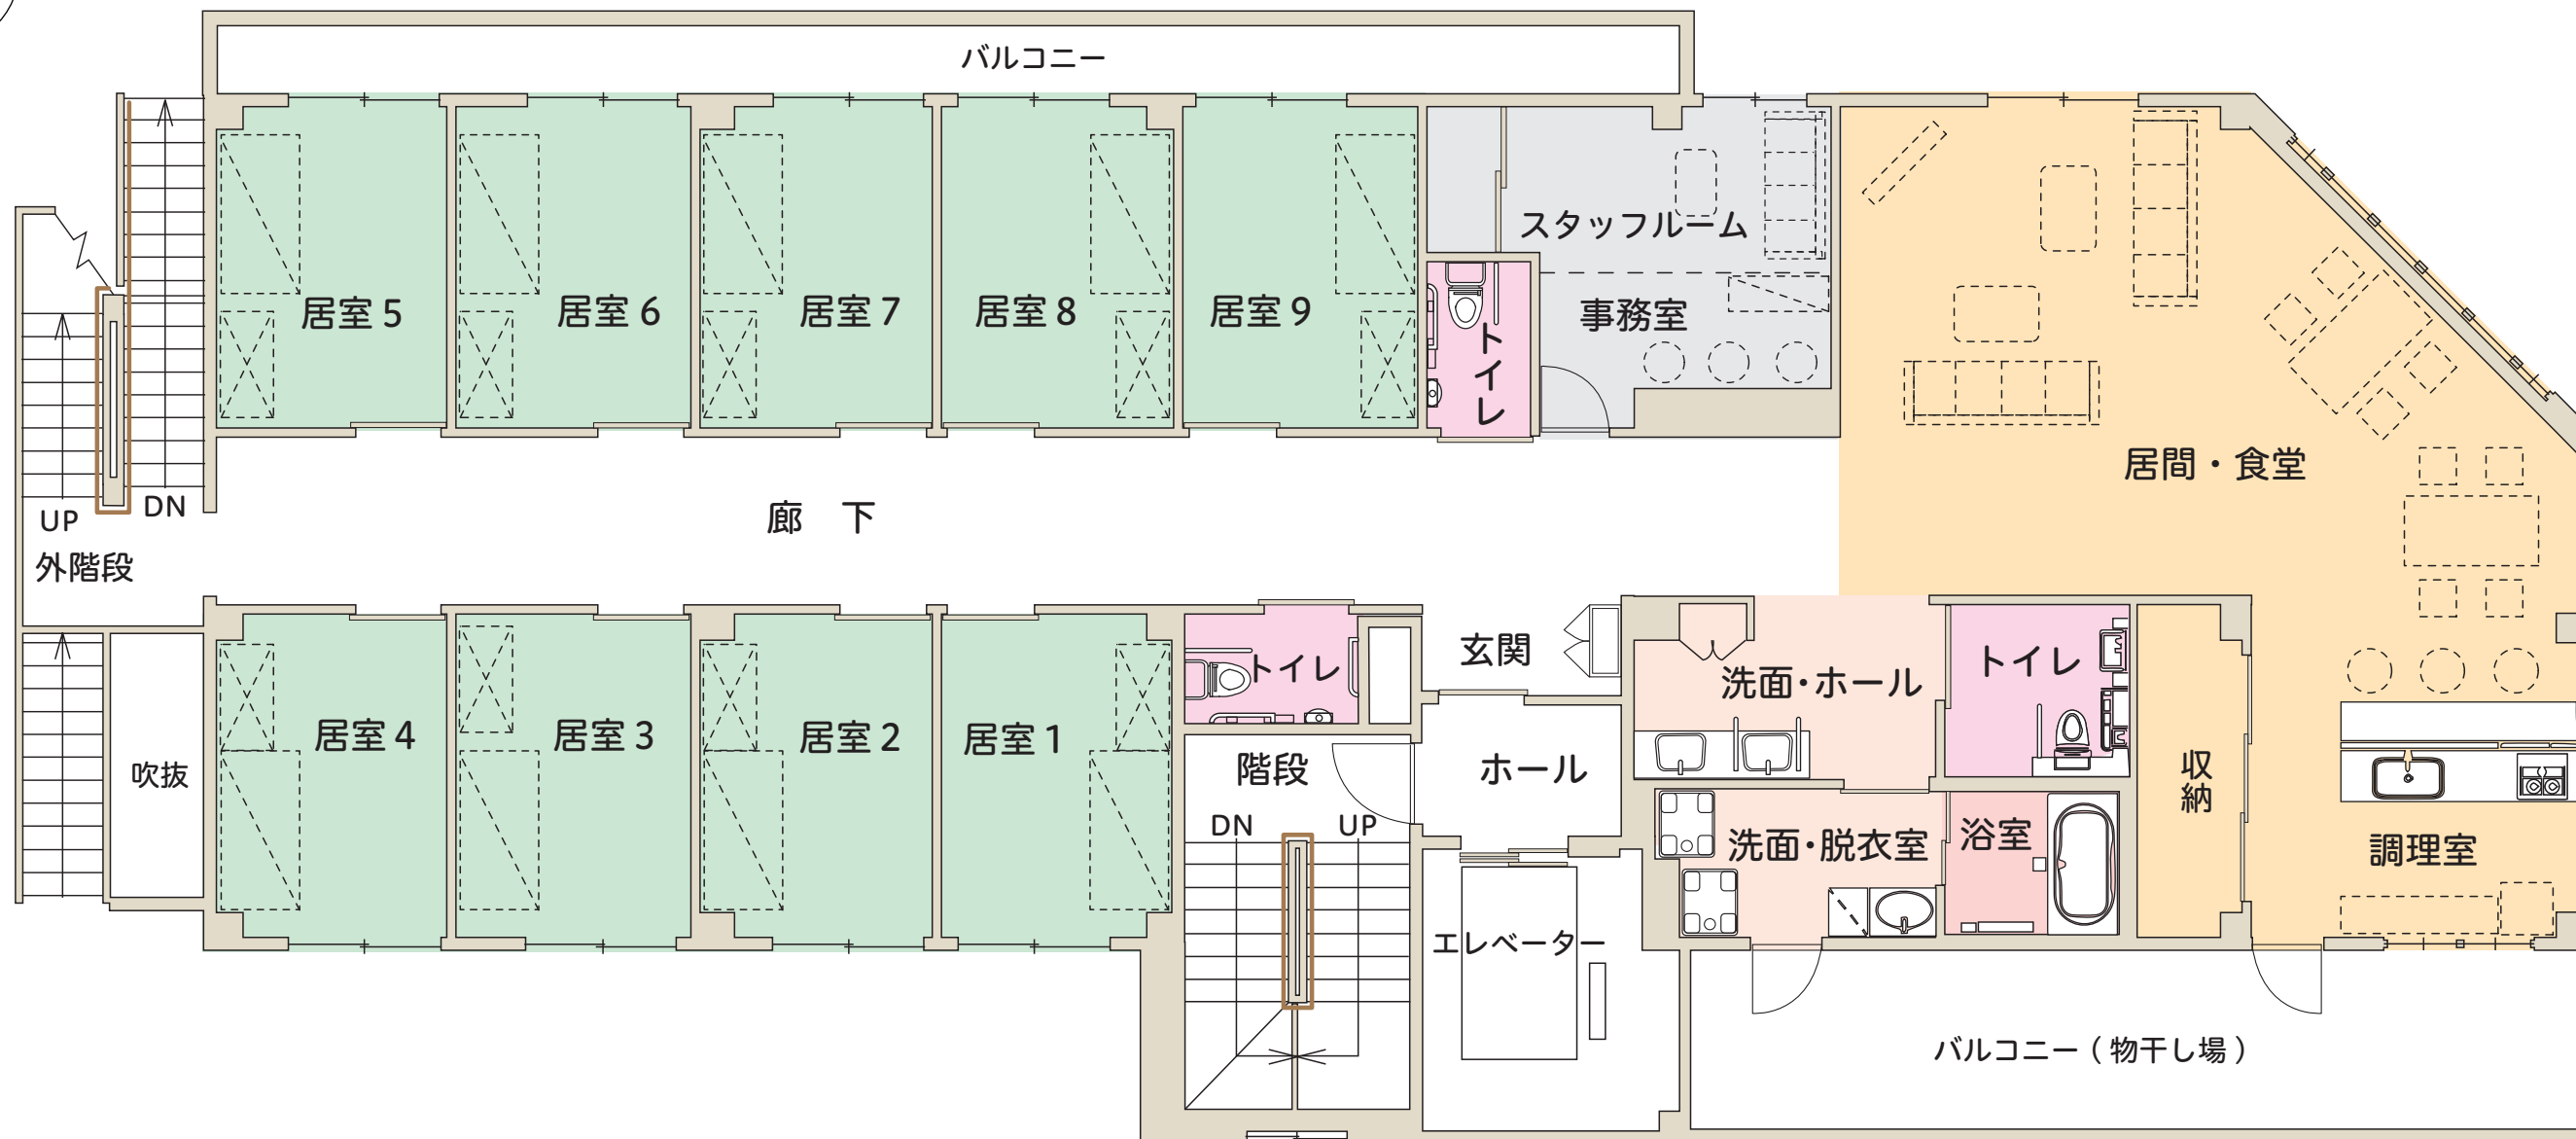 バルコニー
居室 5
居室 6
居室 7
居室 8
居室 9
トイレ
スタッフルーム
事務室
居間・食堂
UP
DN
外階段
廊　下
吹抜
居室 4
居室 3
居室 2
居室 1
トイレ
階段
DN
UP
玄関
ホール
エレベーター
洗面・ホール
トイレ
洗面・脱衣室
浴室
収納
調理室
バルコニー（物干し場）